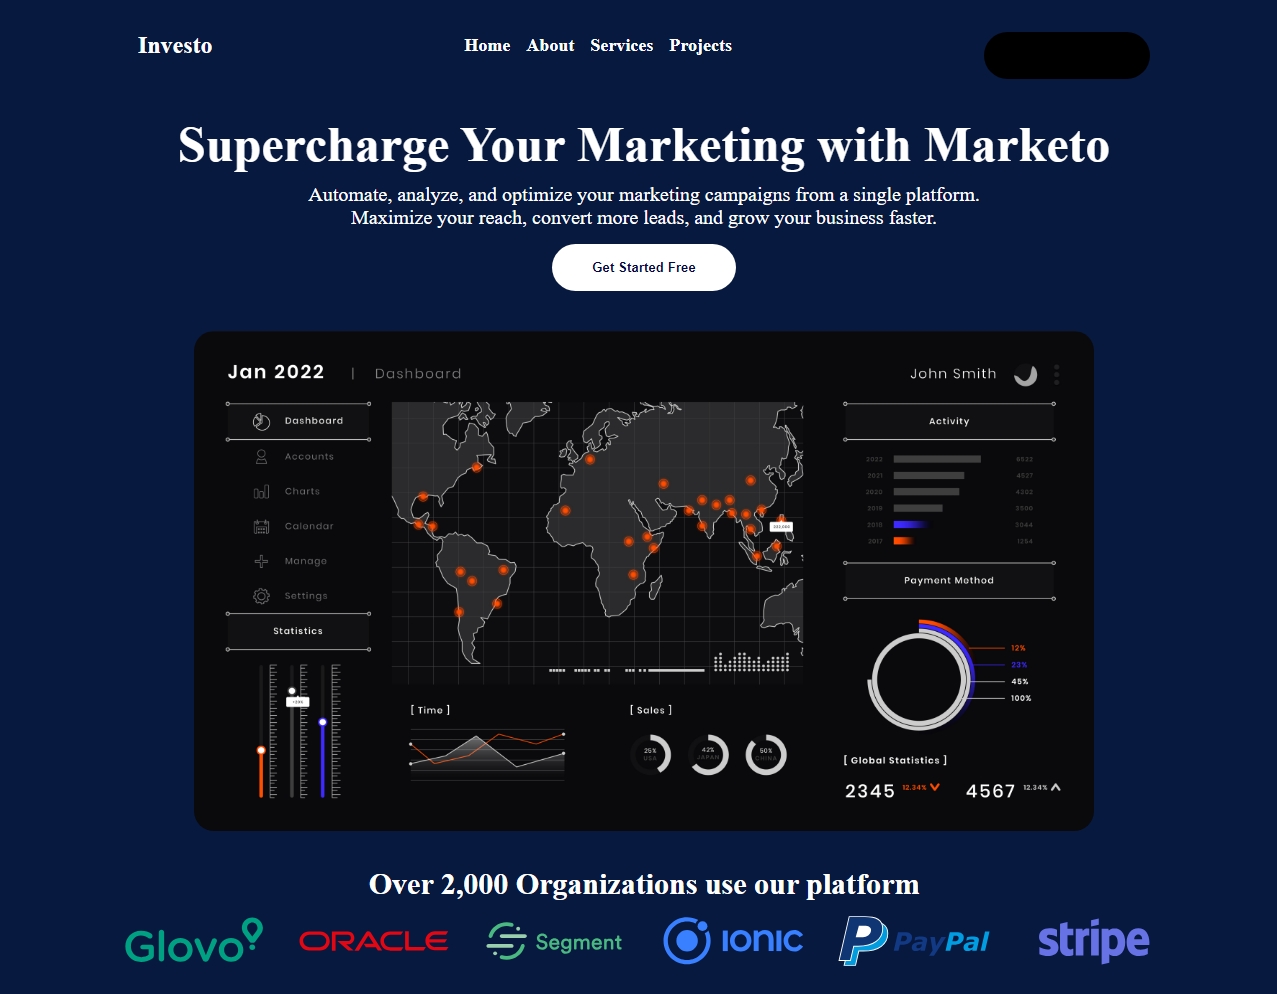 Investo
Home About Services Projects
Supercharge Your Marketing with Marketo
Automate, analyze, and optimize your marketing campaigns from a single platform.
Maximize your reach, convert more leads, and grow your business faster.
Get Started Free
Jan 2022 | Dashboard
John Smith
Dashboard
Accounts
Charts
Calendar
Manage
Settings
Statistics
[ Time ]
[ Sales ]
25%
USA
42%
JAPAN
50%
CHINA
Activity
2022
2021 4527
2020
2019 2500
2018 3044
2017 1254
Payment Method
12%
23%
45%
100%
[ Global Statistics ]
2345 12.34% 4567 12.34%
Over 2,000 Organizations use our platform
Glovo ORACLE Segment IONIC PayPal stripe